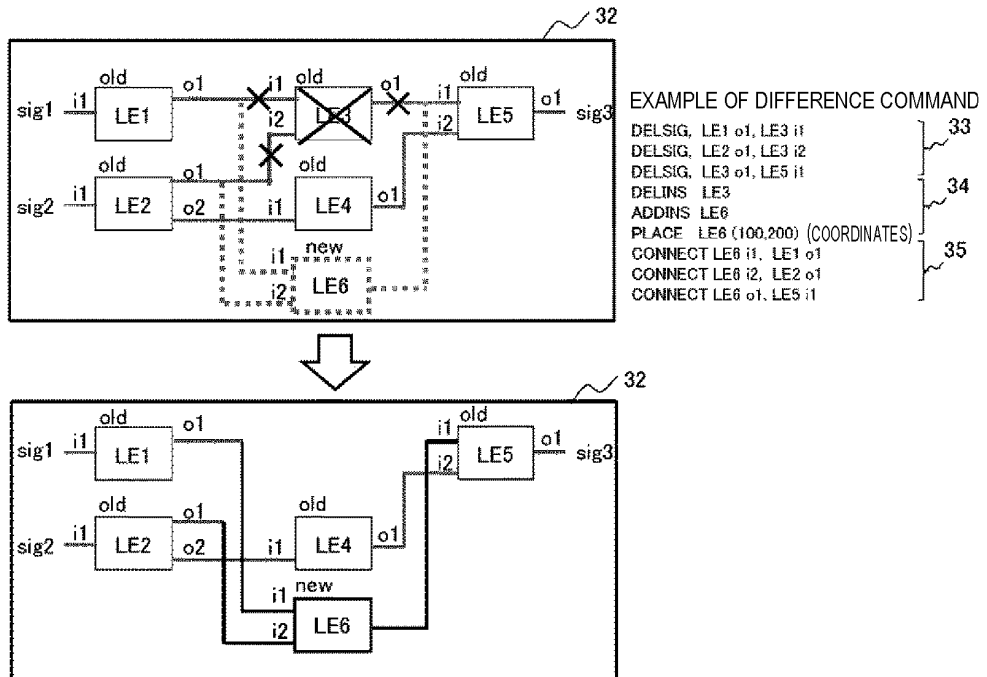 32
old
sig1 i1 LE1 o1
i1 old
i2 LE3 o1
old
i1 LE5 o1 sig3
i2
old
sig2 i1 LE2 o1
o2
i1 LE4 o1
new
i1
i2 LE6
EXAMPLE OF DIFFERENCE COMMAND
DELSIG, LE1 o1, LE3 i1
DELSIG, LE2 o1, LE3 i2
DELSIG, LE3 o1, LE5 i1
33
DELINS LE3
ADDINS LE6
PLACE LE6 (100,200) (COORDINATES)
34
CONNECT LE6 i1, LE1 o1
CONNECT LE6 i2, LE2 o1
CONNECT LE6 o1, LE5 i1
35
32
old
sig1 i1 LE1 o1
old
i1 LE5 o1 sig3
i2
old
sig2 i1 LE2 o1
o2
old
i1 LE4 o1
new
i1
i2 LE6